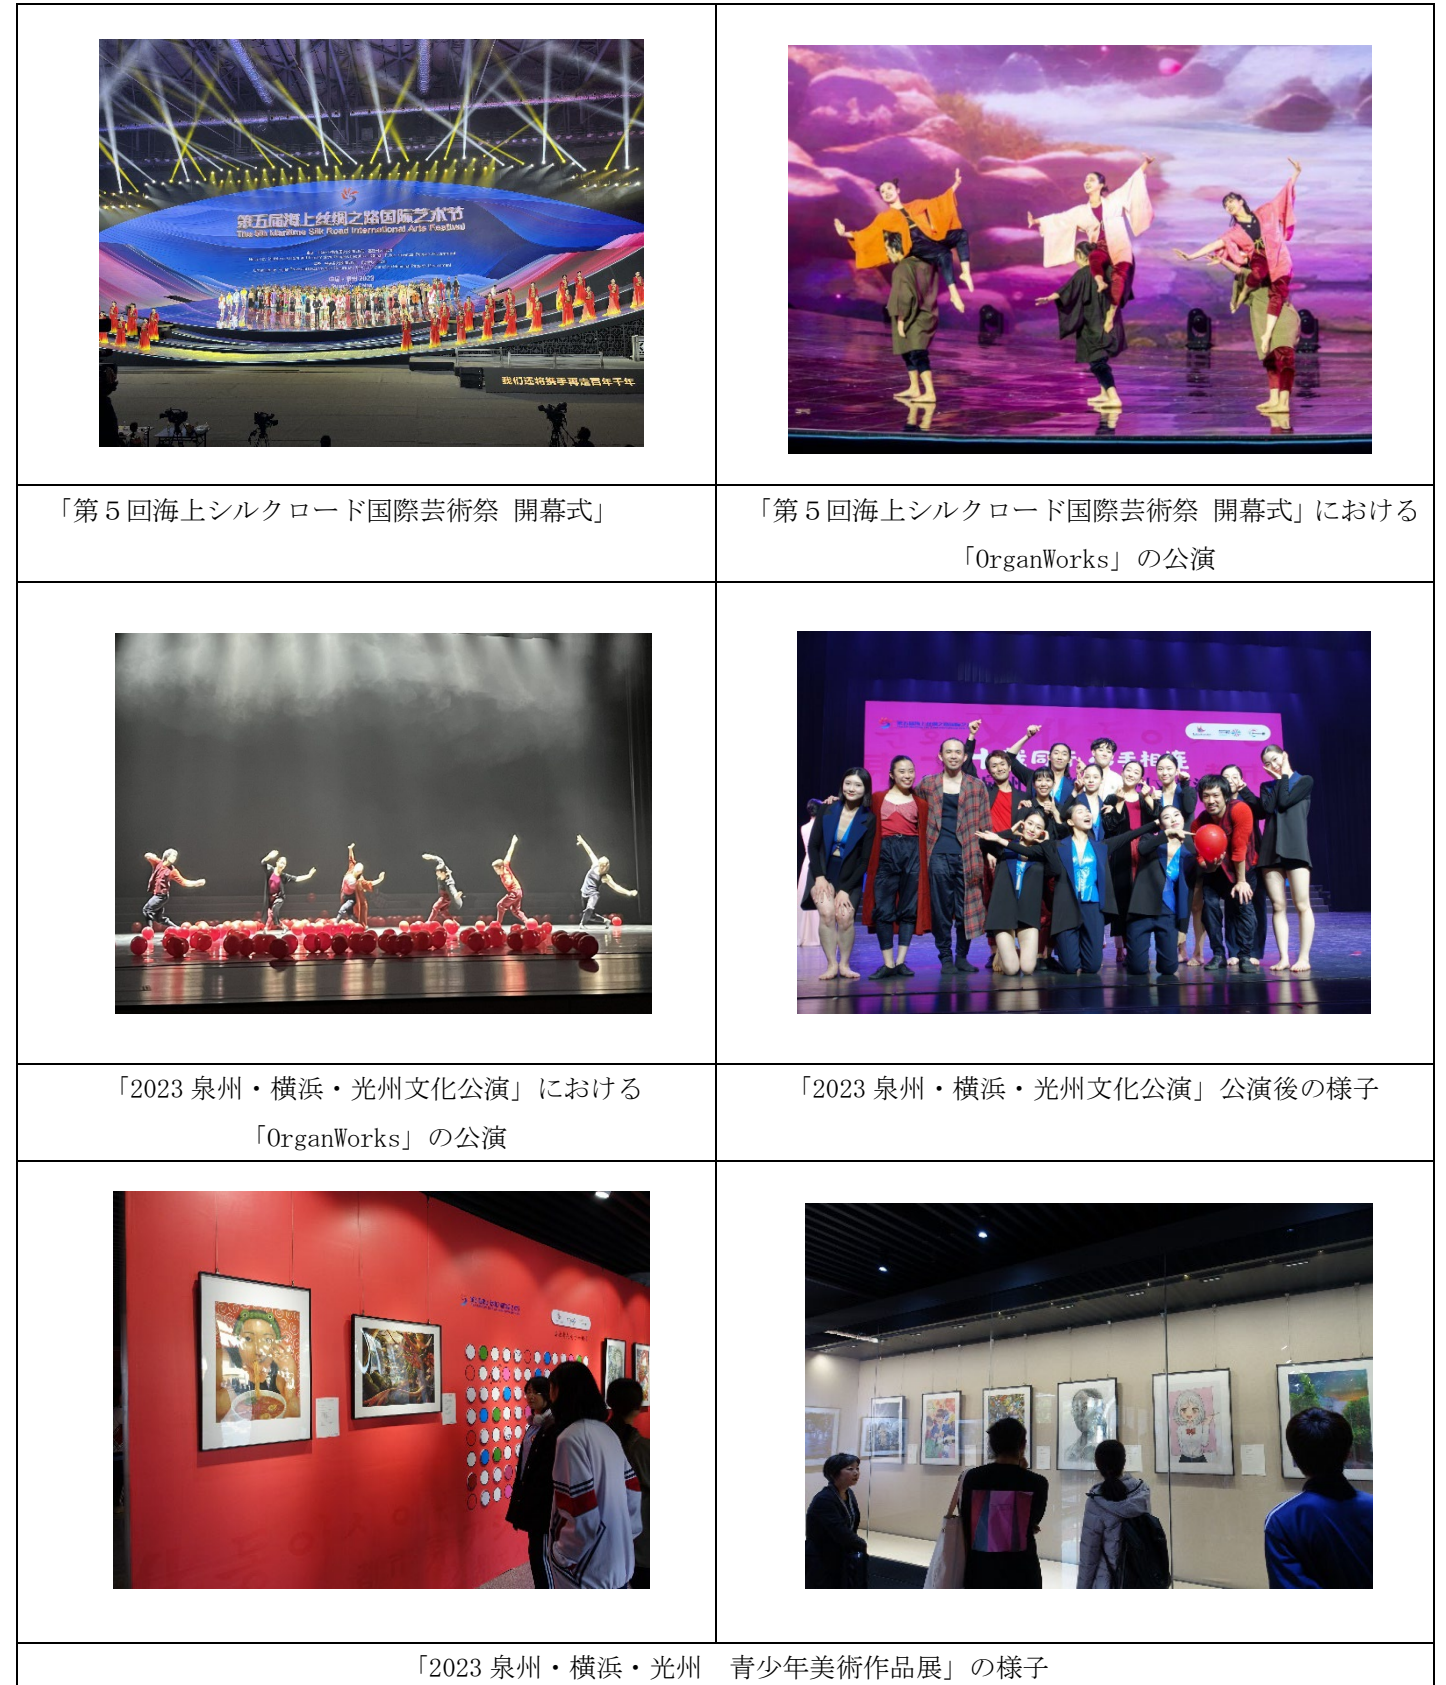 第五届海上丝绸之路国际艺术节
The 5th Maritime Silk Road International Arts Festival
我们还将携手再造百年千年
「第５回海上シルクロード国際芸術祭 開幕式」
「第５回海上シルクロード国際芸術祭 開幕式」における
「OrganWorks」の公演
手相连
「2023 泉州・横浜・光州文化公演」における
「OrganWorks」の公演
「2023 泉州・横浜・光州文化公演」公演後の様子
「2023 泉州・横浜・光州　青少年美術作品展」の様子